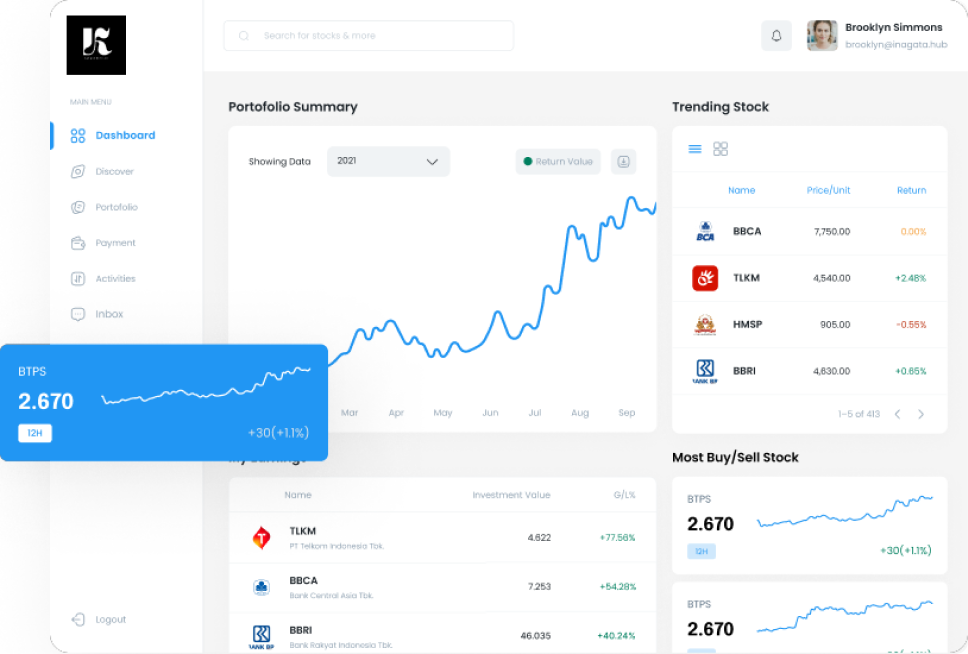 Search for stocks & more
Brooklyn Simmons
brooklyn@inagata.hub
MAIN MENU
Dashboard
Discover
Portofolio
Payment
Activities
Inbox
Logout
BTPS
2.670
12H
+30(+1.1%)
Portofolio Summary
Showing Data
2021
Return Value
Mar Apr May Jun Jul Aug Sep
Trending Stock
Name Price/Unit Return
BCA BBCA 7,750.00 0.00%
TLKM 4,540.00 +2.48%
HMSP 905.00 -0.55%
BBRI 4,630.00 +0.65%
1-5 of 413
Name Investment Value G/L%
TLKM
PT Telkom Indonesia Tbk.
4.622 +77.56%
BBCA
Bank Central Asia Tbk.
7.253 +54.28%
BBRI
Bank Rakyat Indonesia Tbk.
46.035 +40.24%
Most Buy/Sell Stock
BTPS
2.670
12H
+30(+1.1%)
BTPS
2.670